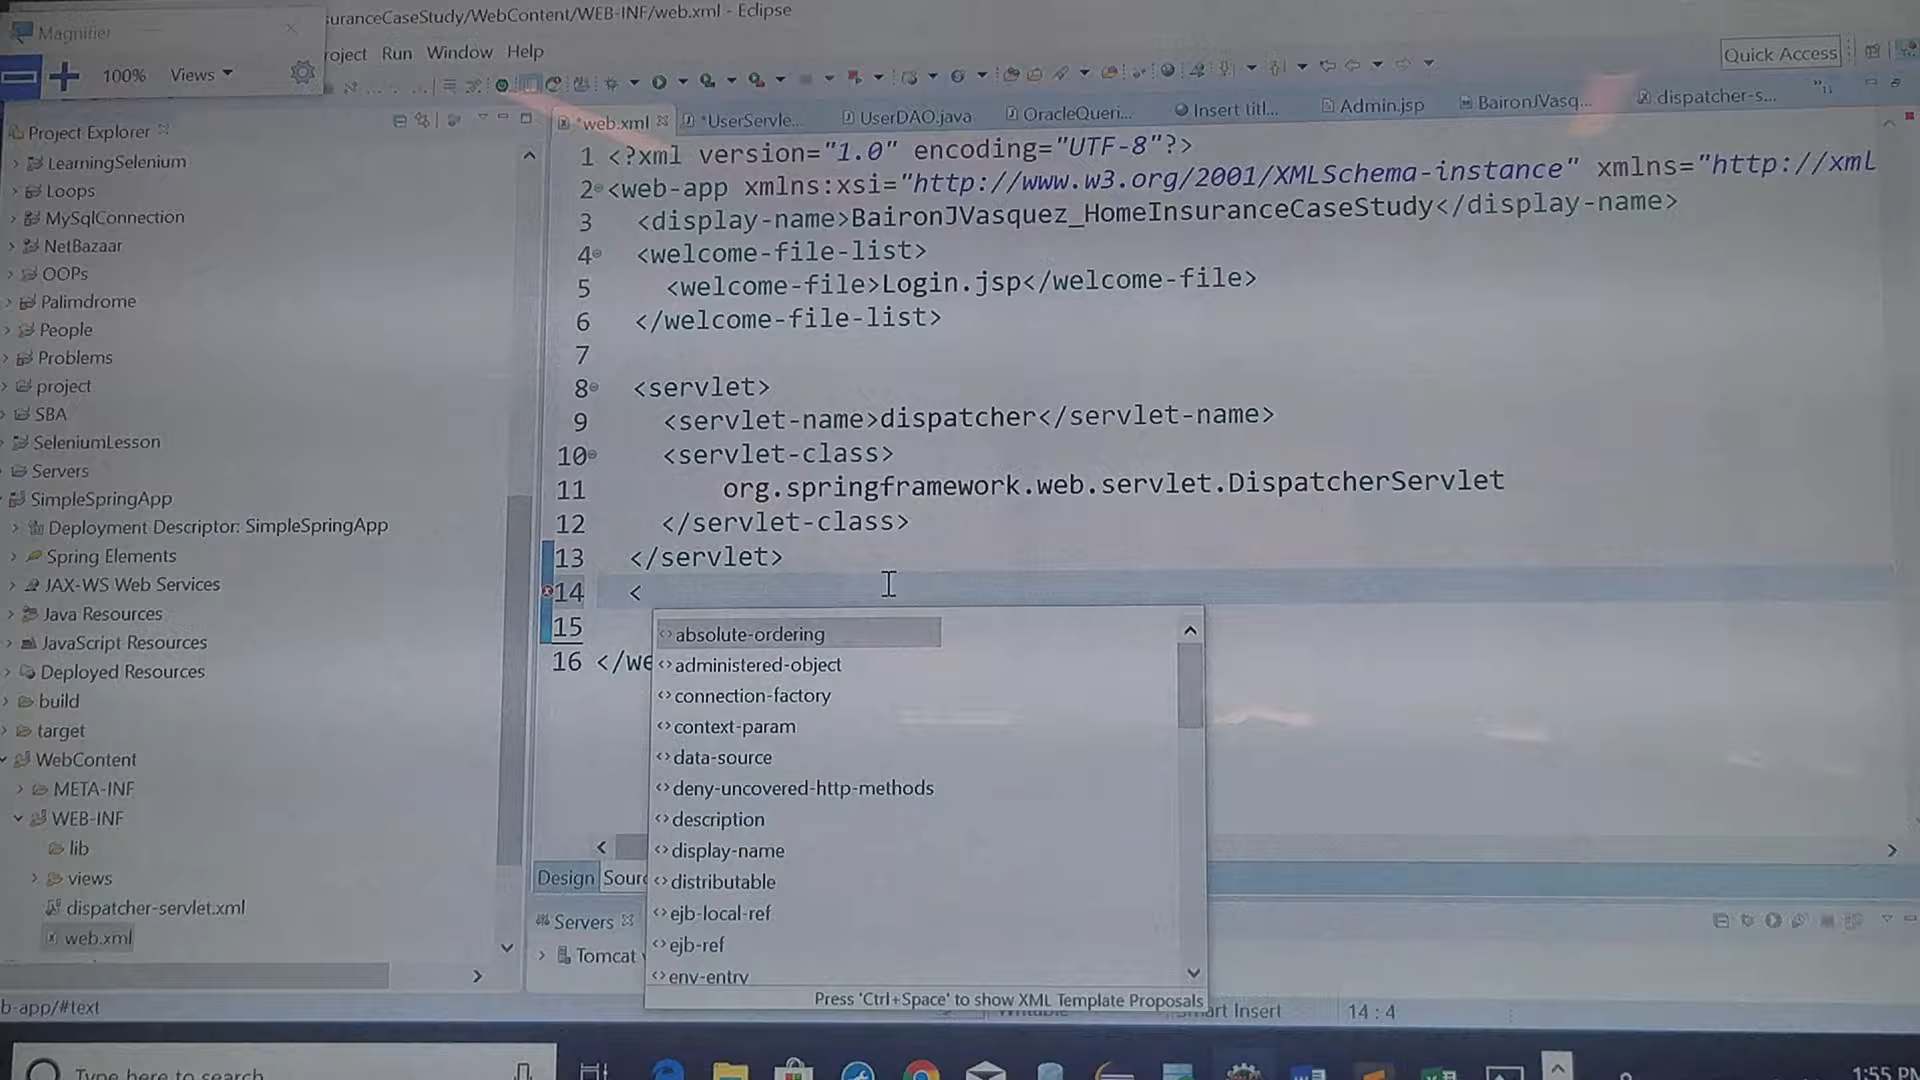 Magnifier
suranceCaseStudy/WebContent/WEB-INF/web.xml - Eclipse
100% Views
roject Run Window Help
Quick Access
Project Explorer
LearningSelenium
Loops
MySqlConnection
NetBazaar
OOPs
Palimdrome
People
Problems
project
SBA
SeleniumLesson
Servers
SimpleSpringApp
Deployment Descriptor: SimpleSpringApp
Spring Elements
JAX-WS Web Services
Java Resources
JavaScript Resources
Deployed Resources
build
target
WebContent
META-INF
WEB-INF
lib
views
dispatcher-servlet.xml
web.xml
*web.xml *UserServle... UserDAO.java OracleQueri... Insert titl... Admin.jsp BaironJVasq... dispatcher-s... »11
1 <?xml version="1.0" encoding="UTF-8"?>
2 <web-app xmlns:xsi="http://www.w3.org/2001/XMLSchema-instance" xmlns="http://xml
3 <display-name>BaironJVasquez_HomeInsuranceCaseStudy</display-name>
4 <welcome-file-list>
5 <welcome-file>Login.jsp</welcome-file>
6 </welcome-file-list>
7
8 <servlet>
9 <servlet-name>dispatcher</servlet-name>
10 <servlet-class>
11 org.springframework.web.servlet.DispatcherServlet
12 </servlet-class>
13 </servlet>
14 <
15
16 </we
absolute-ordering
administered-object
connection-factory
context-param
data-source
deny-uncovered-http-methods
description
display-name
distributable
ejb-local-ref
ejb-ref
env-entry
Press 'Ctrl+Space' to show XML Template Proposals
Design Sour
Servers
Tomcat
b-app/#text
art Insert 14 : 4
Type here to search
1:55 PM